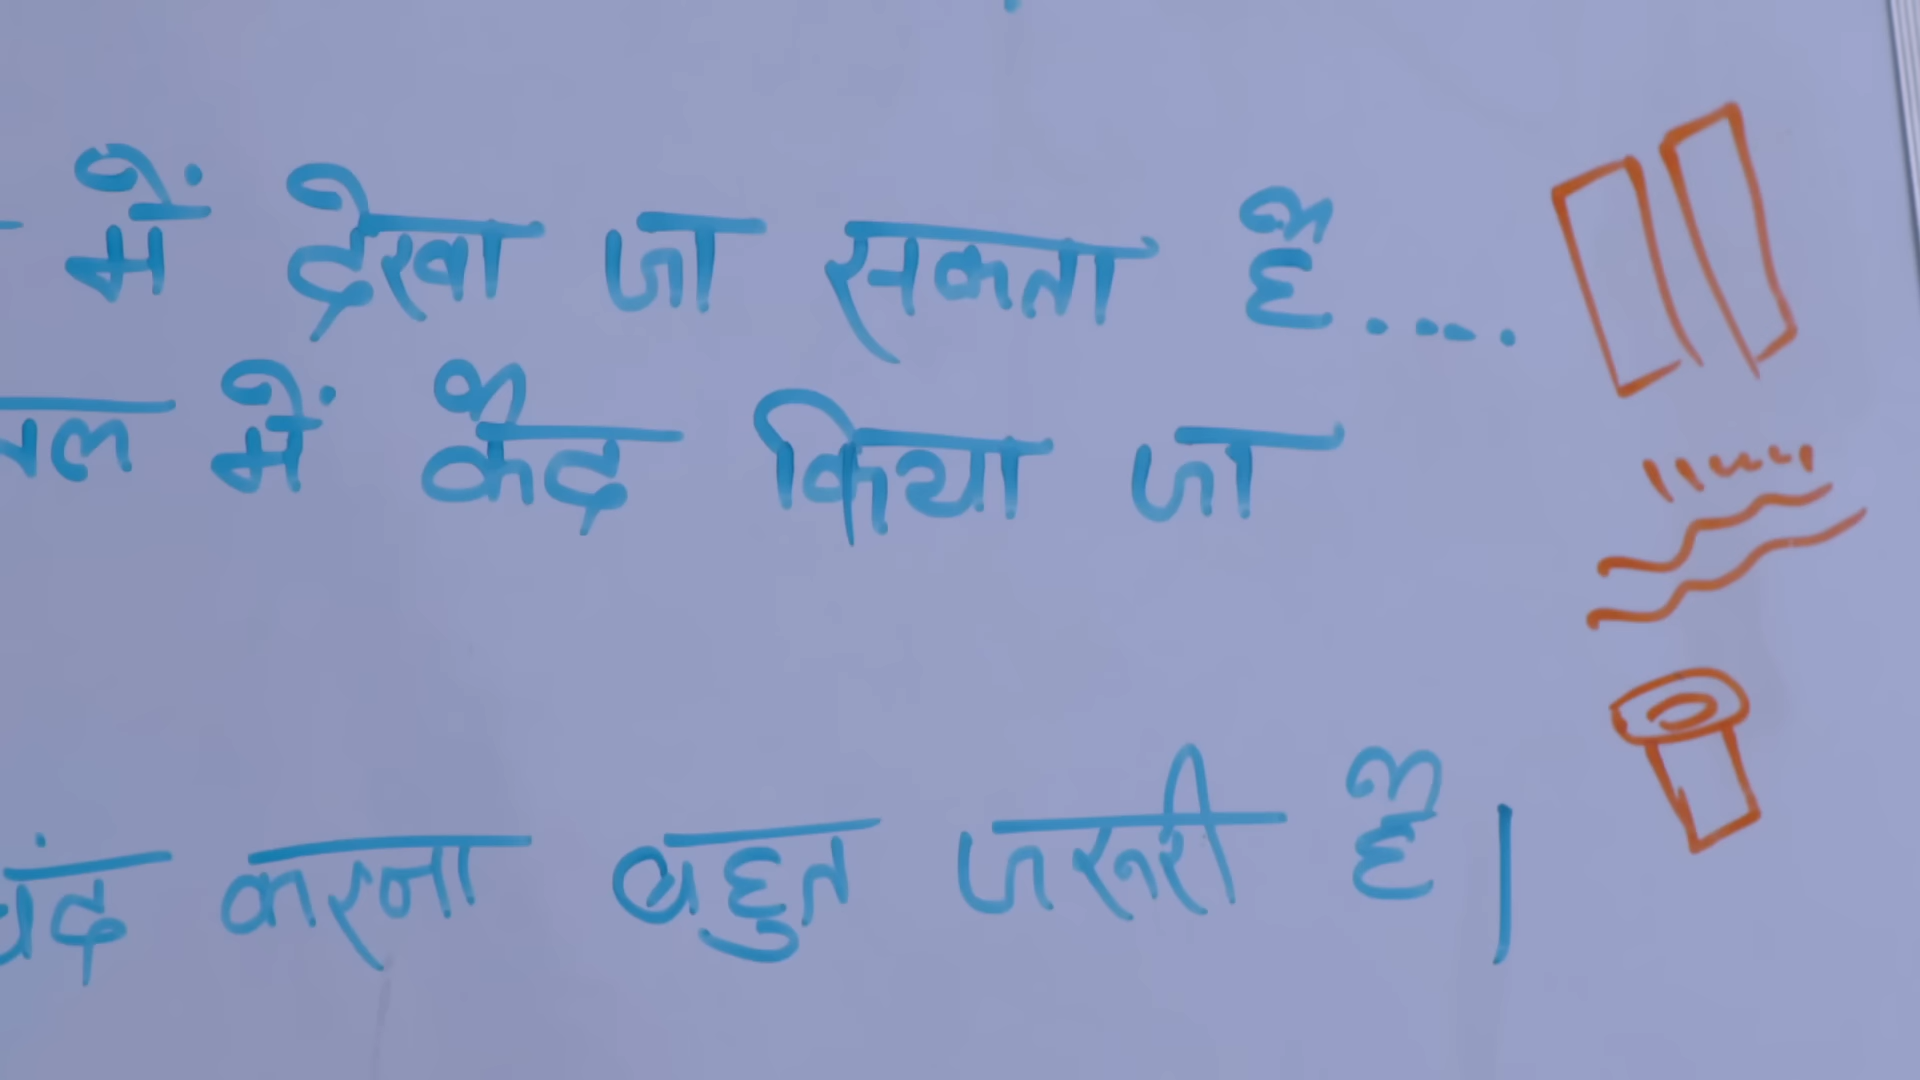 में देखा जा सकता है.....
में कैद किया जा
बंद करना बहुत जरूरी है|